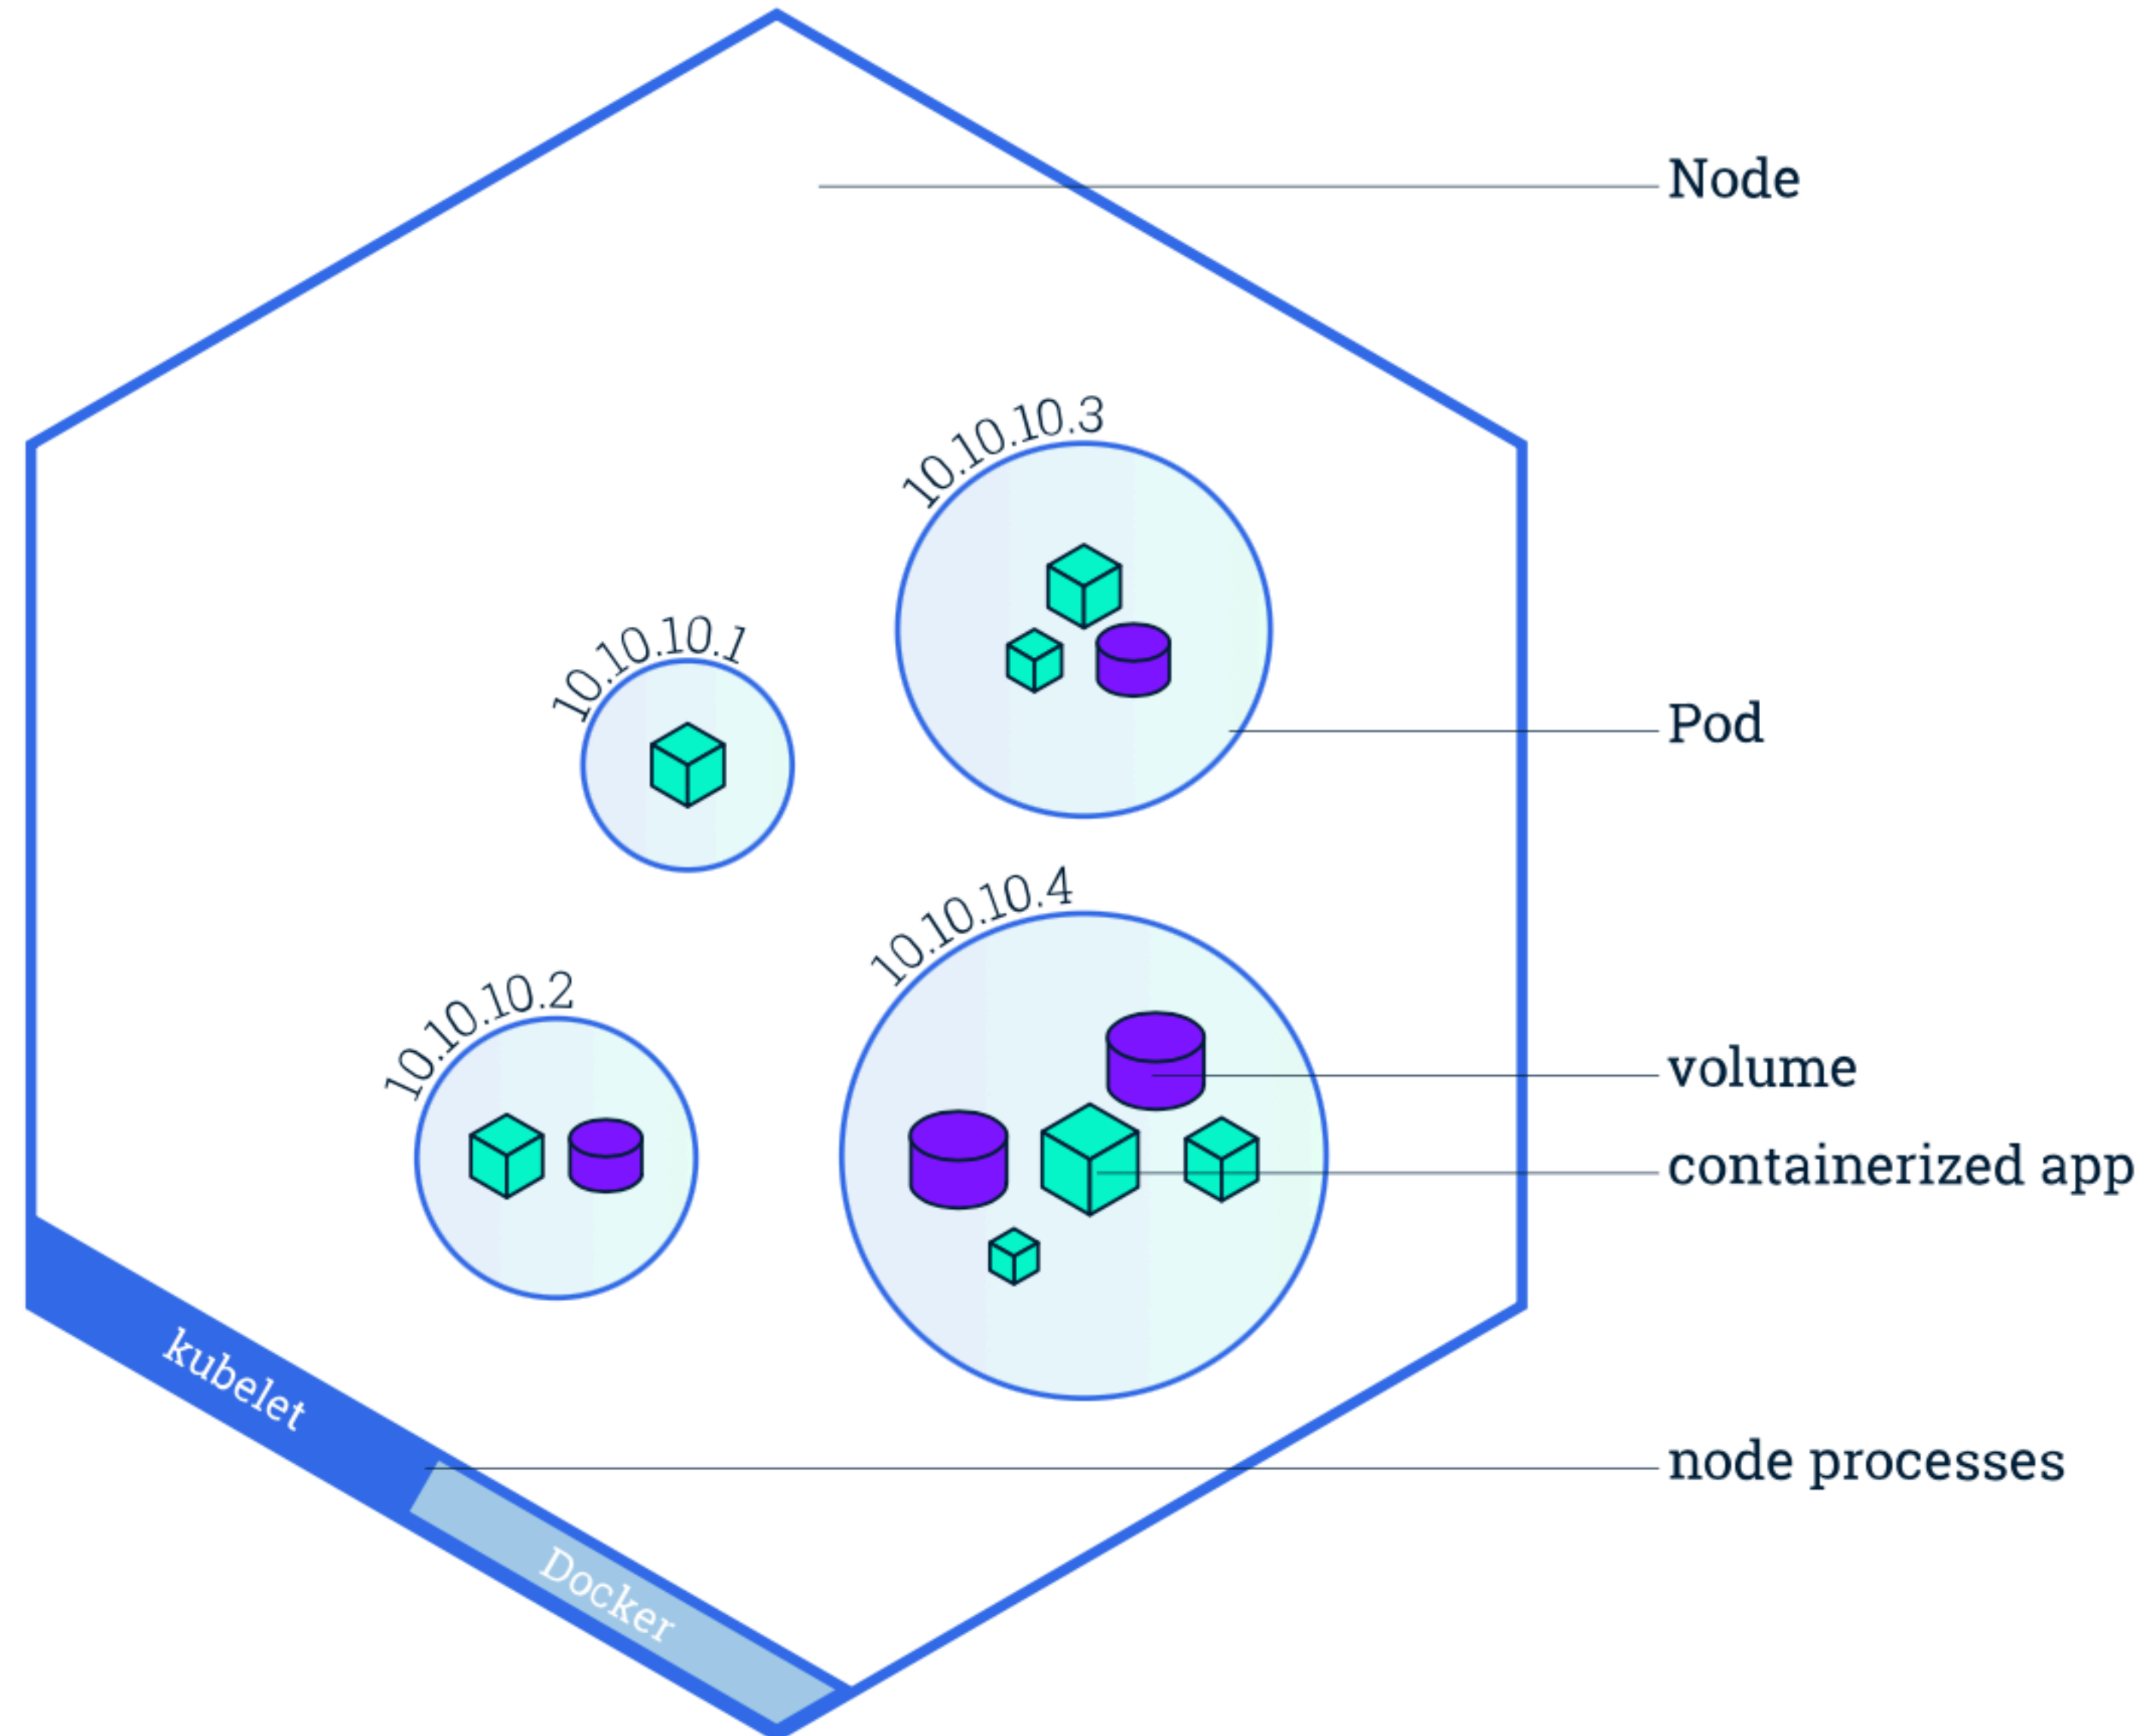 Node
10.10.10.3
10.10.10.1
Pod
10.10.10.4
10.10.10.2
volume
containerized app
kubelet
node processes
Docker